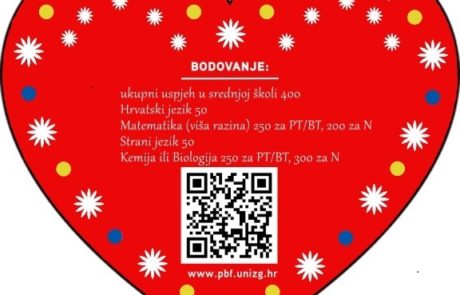 BODOVANJE:
ukupni uspjeh u srednjoj školi 400
Hrvatski jezik 50
Matematika (viša razina) 250 za PT/BT, 200 za N
Strani jezik 50
Kemija ili Biologija 250 za PT/BT, 300 za N
www.pbf.unizg.hr